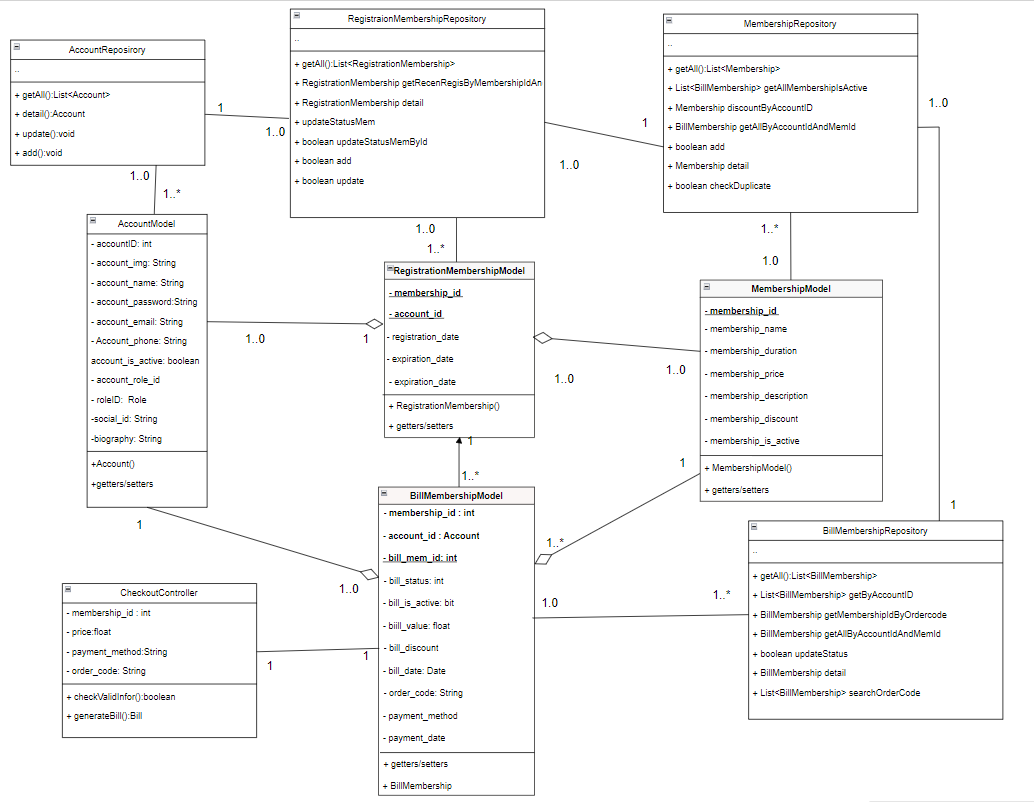 AccountReposirory
..
+ getAll():List<Account>
+ detail():Account
+ update():void
+ add():void
RegistraionMembershipRepository
..
+ getAll():List<RegistrationMembership>
+ RegistrationMembership getRecenRegisByMembershipIdAn
+ RegistrationMembership detail
+ updateStatusMem
+ boolean updateStatusMemById
+ boolean add
+ boolean update
MembershipRepository
..
+ getAll():List<Membership>
+ List<BillMembership> getAllMembershipIsActive
+ Membership discountByAccountID
+ BillMembership getAllByAccountIdAndMemId
+ boolean add
+ Membership detail
+ boolean checkDuplicate
1
1..0
1
1..0
1..0
1..0
1..*
1..0
1..*
1..*
1.0
AccountModel
- accountID: int
- account_img: String
- account_name: String
- account_password:String
- account_email: String
- Account_phone: String
account_is_active: boolean
- account_role_id
- roleID: Role
-social_id: String
-biography: String
+Account()
+getters/setters
RegistrationMembershipModel
- membership_id
- account_id
- registration_date
- expiration_date
- expiration_date
+ RegistrationMembership()
+ getters/setters
MembershipModel
- membership_id
- membership_name
- membership_duration
- membership_price
- membership_description
- membership_discount
- membership_is_active
+ MembershipModel()
+ getters/setters
1..0
1
1..0
1..0
1
1..*
1
1..*
1
1..0
1
BillMembershipModel
- membership_id : int
- account_id : Account
- bill_mem_id: int
- bill_status: int
- bill_is_active: bit
- biill_value: float
- bill_discount
- bill_date: Date
- order_code: String
- payment_method
- payment_date
+ getters/setters
+ BillMembership
CheckoutController
- membership_id : int
- price:float
- payment_method:String
- order_code: String
+ checkValidInfor():boolean
+ generateBill():Bill
1
1
1.0
1..*
BillMembershipRepository
..
+ getAll():List<BillMembership>
+ List<BillMembership> getByAccountID
+ BillMembership getMembershipIdByOrdercode
+ BillMembership getAllByAccountIdAndMemId
+ boolean updateStatus
+ BillMembership detail
+ List<BillMembership> searchOrderCode